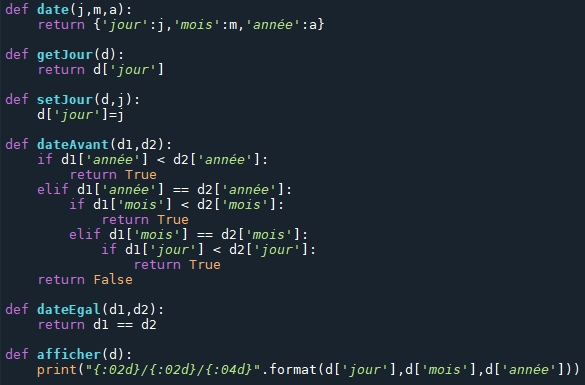 def date(j,m,a):
    return {'jour':j,'mois':m,'année':a}

def getJour(d):
    return d['jour']

def setJour(d,j):
    d['jour']=j

def dateAvant(d1,d2):
    if d1['année'] < d2['année']:
        return True
    elif d1['année'] == d2['année']:
        if d1['mois'] < d2['mois']:
            return True
        elif d1['mois'] == d2['mois']:
            if d1['jour'] < d2['jour']:
                return True
    return False

def dateEgal(d1,d2):
    return d1 == d2

def afficher(d):
    print("{:02d}/{:02d}/{:04d}".format(d['jour'],d['mois'],d['année']))